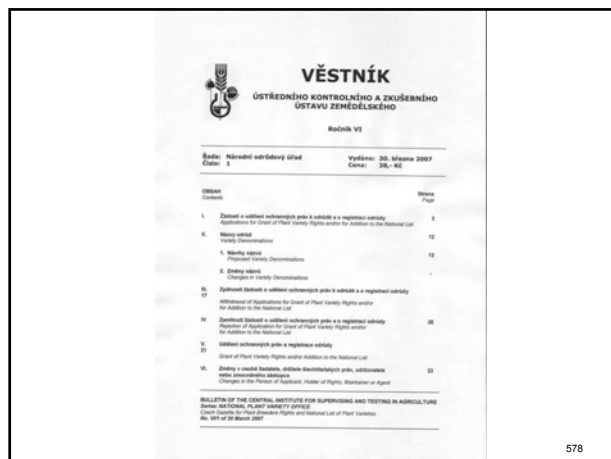 VĚSTNÍK
ÚSTŘEDNÍHO KONTROLNÍHO A ZKUŠEBNÍHO
ÚSTAVU ZEMĚDĚLSKÉHO
Ročník VI
Řada: Národní odrůdový úřad Vydáno: 30. března 2007
Číslo: 1 Cena: 38,- Kč
OBSAH Strana
Contents Page
I. Žádosti o udělení ochranných práv k odrůdě a o registraci odrůdy 3
Applications for Grant of Plant Variety Rights and/or for Addition to the National List
II. Názvy odrůd 12
Variety Denominations
1. Návrhy názvů 12
Proposed Variety Denominations
2. Změny názvů -
Changes in Variety Denominations
III. Zpětvzetí žádosti o udělení ochranných práv k odrůdě a o registraci odrůdy
17
Withdrawal of Applications for Grant of Plant Variety Rights and/or
for Addition to the National List
IV. Zamítnutí žádosti o udělení ochranných práv a o registraci odrůdy 20
Rejection of Application for Grant of Plant Variety Rights and/or
for Addition to the National List
V. Udělení ochranných práv a registrace odrůdy
21
Grant of Plant Variety Rights and/or Addition to the National List
VI. Změny v osobě žadatele, držitele šlechtitelských práv, udržovatele 23
nebo zmocněného zástupce
Changes in the Person of Applicant, Holder of Rights, Maintainer or Agent
BULLETIN OF THE CENTRAL INSTITUTE FOR SUPERVISING AND TESTING IN AGRICULTURE
Series: NATIONAL PLANT VARIETY OFFICE
Czech Gazette for Plant Breeders Rights and National List of Plant Varieties
No. VI/1 of 30 March 2007
578